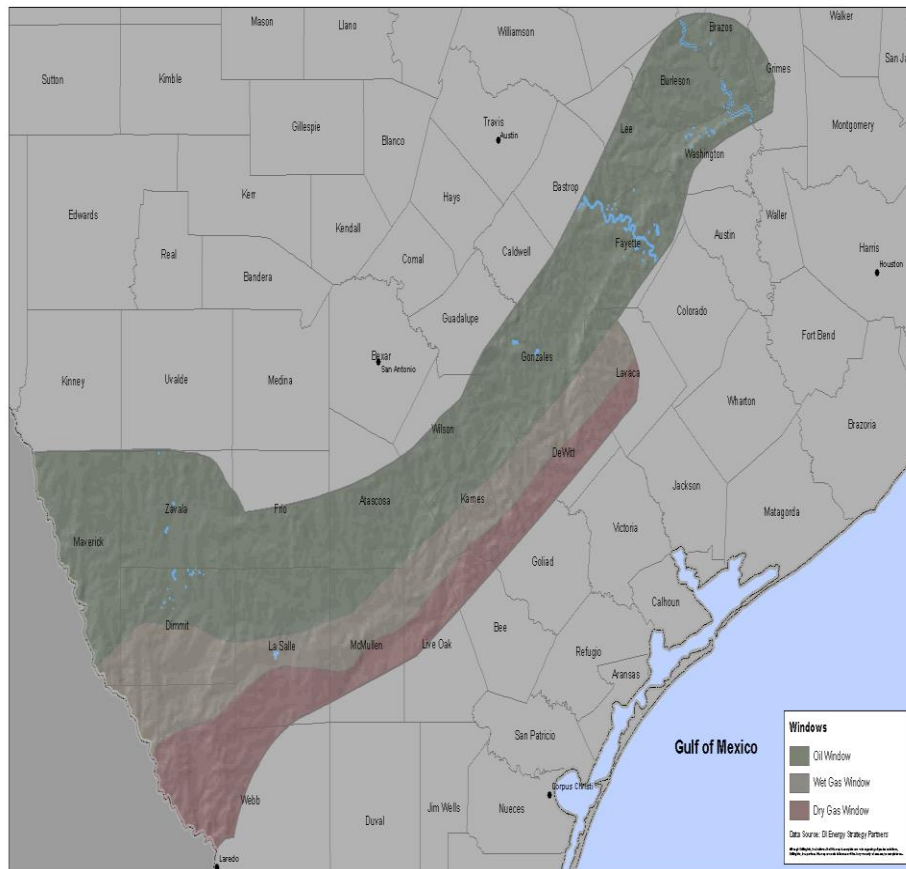 Mason
Llano
Williamson
Brazos
Walker
Sutton
Kimble
Burleson
Grimes
Gillespie
Blanco
Travis
Austin
Lee
Montgomery
Washington
Edwards
Kerr
Hays
Bastrop
Waller
Real
Kendall
Comal
Caldwell
Fayette
Austin
Harris
Houston
Bandera
Guadalupe
Colorado
Fort Bend
Kinney
Uvalde
Medina
Bexar
San Antonio
Gonzales
Lavaca
Wharton
Brazoria
Wilson
DeWitt
Zavala
Frio
Atascosa
Karnes
Jackson
Matagorda
Maverick
Victoria
Goliad
Calhoun
Dimmit
La Salle
McMullen
Live Oak
Bee
Refugio
Aransas
San Patricio
Gulf of Mexico
Webb
Duval
Jim Wells
Nueces
Corpus Christi
Laredo
Windows
Oil Window
Wet Gas Window
Dry Gas Window
Data Source: DI Energy Strategy Partners